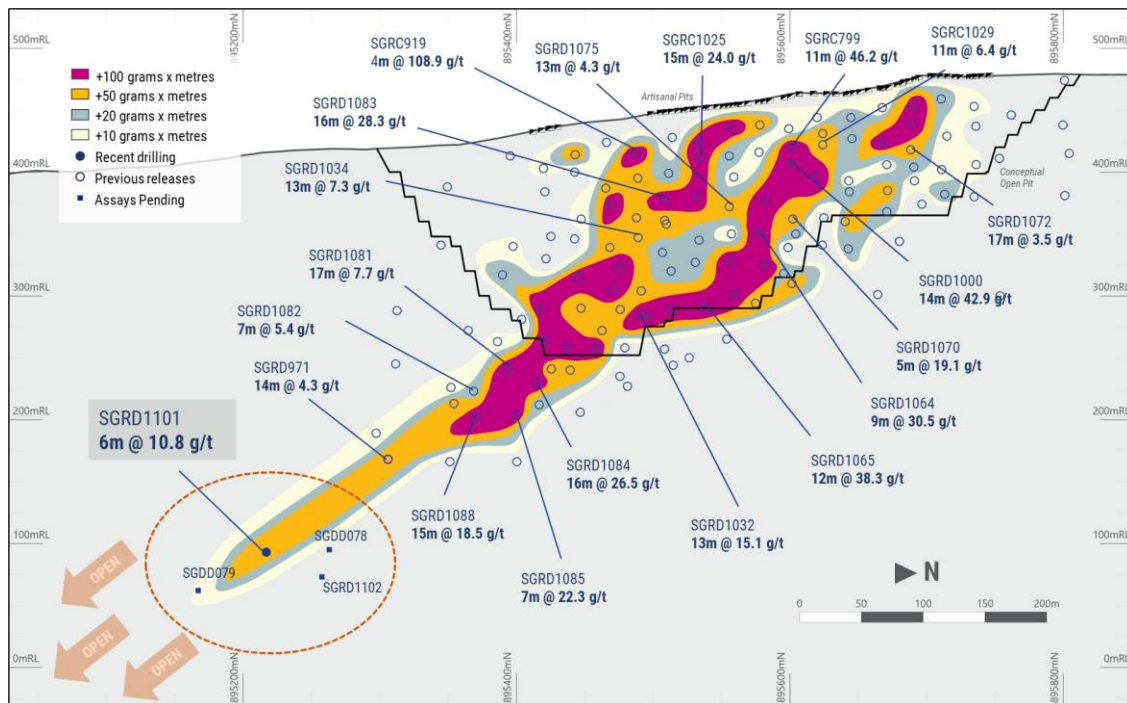 895200mN
895400mN
895600mN
895800mN
500mRL
400mRL
300mRL
200mRL
100mRL
0mRL
+100 grams x metres
+50 grams x metres
+20 grams x metres
+10 grams x metres
Recent drilling
Previous releases
Assays Pending
SGRC919
4m @ 108.9 g/t
SGRD1075
13m @ 4.3 g/t
SGRC1025
15m @ 24.0 g/t
SGRC799
11m @ 46.2 g/t
SGRC1029
11m @ 6.4 g/t
Artisanal Pits
SGRD1083
16m @ 28.3 g/t
SGRD1034
13m @ 7.3 g/t
Conceptual
Open Pit
SGRD1072
17m @ 3.5 g/t
SGRD1081
17m @ 7.7 g/t
SGRD1000
14m @ 42.9 g/t
SGRD1082
7m @ 5.4 g/t
SGRD1070
5m @ 19.1 g/t
SGRD971
14m @ 4.3 g/t
SGRD1064
9m @ 30.5 g/t
SGRD1101
6m @ 10.8 g/t
SGRD1065
12m @ 38.3 g/t
SGRD1084
16m @ 26.5 g/t
SGRD1088
15m @ 18.5 g/t
SGRD1032
13m @ 15.1 g/t
SGRD1085
7m @ 22.3 g/t
SGDD078
SGDD079
SGRD1102
OPEN
OPEN
OPEN
N
0
50
100
150
200m
895200mN
895400mN
895600mN
895800mN
500mRL
400mRL
300mRL
200mRL
100mRL
0mRL